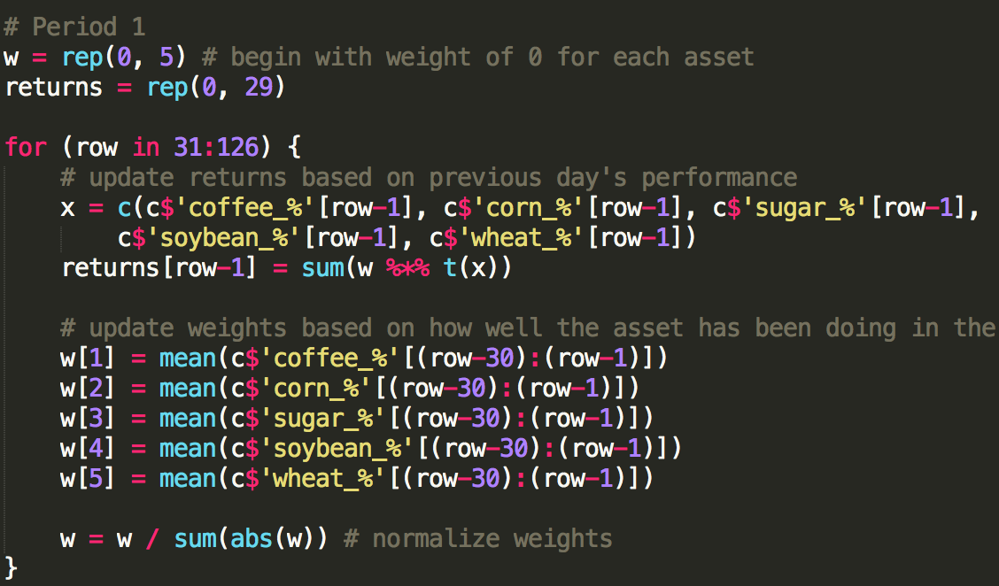 # Period 1
w = rep(0, 5) # begin with weight of 0 for each asset
returns = rep(0, 29)
for (row in 31:126) {
# update returns based on previous day's performance
x = c(c$'coffee_%'[row-1], c$'corn_%'[row-1], c$'sugar_%'[row-1],
c$'soybean_%'[row-1], c$'wheat_%'[row-1])
returns[row-1] = sum(w %*% t(x))
# update weights based on how well the asset has been doing in the
w[1] = mean(c$'coffee_%'[(row-30):(row-1)])
w[2] = mean(c$'corn_%'[(row-30):(row-1)])
w[3] = mean(c$'sugar_%'[(row-30):(row-1)])
w[4] = mean(c$'soybean_%'[(row-30):(row-1)])
w[5] = mean(c$'wheat_%'[(row-30):(row-1)])
w = w / sum(abs(w)) # normalize weights
}